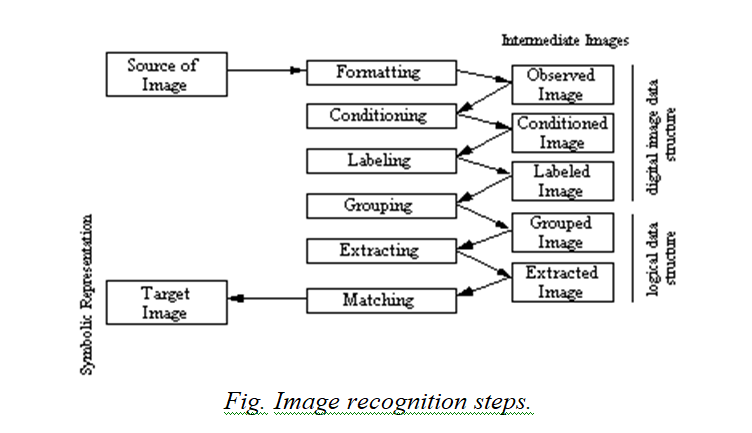 Intermediate Images
Source of
Image
Formatting
Observed
Image
Conditioning
Conditioned
Image
Labeling
Labeled
Image
digital image data
structure
Grouping
Grouped
Image
Extracting
Extracted
Image
logical data
structure
Matching
Target
Image
Symbolic Representation
Fig. Image recognition steps.